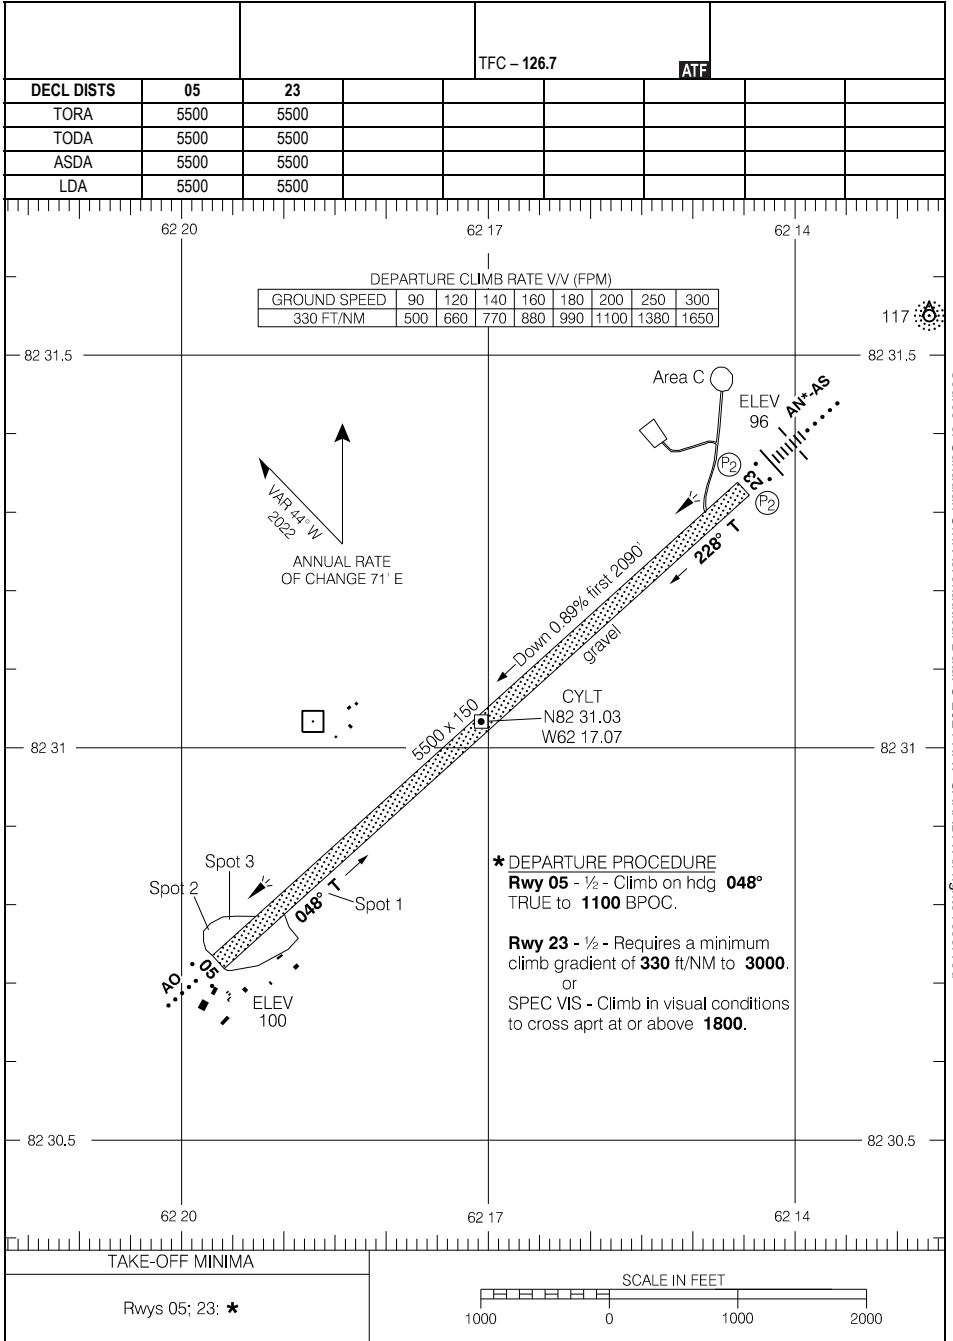 TFC – 126.7
ATF
DECL DISTS 05 23
TORA 5500 5500
TODA 5500 5500
ASDA 5500 5500
LDA 5500 5500
62 20 62 17 62 14
DEPARTURE CLIMB RATE V/V (FPM)
GROUND SPEED 90 120 140 160 180 200 250 300
330 FT/NM 500 660 770 880 990 1100 1380 1650
117
A
82 31.5 82 31.5
Area C
ELEV
96
AN*-AS
P2
23
P2
VAR 44° W
2022
ANNUAL RATE
OF CHANGE 71' E
228° T
Down 0.89% first 2090'
gravel
CYLT
N82 31.03
W62 17.07
5500 x 150
82 31 82 31
Spot 3
Spot 2
048° T
Spot 1
AO
05
ELEV
100
* DEPARTURE PROCEDURE
Rwy 05 - ½ - Climb on hdg 048°
TRUE to 1100 BPOC.
Rwy 23 - ½ - Requires a minimum
climb gradient of 330 ft/NM to 3000.
or
SPEC VIS - Climb in visual conditions
to cross aprt at or above 1800.
82 30.5 82 30.5
62 20 62 17 62 14
TAKE-OFF MINIMA
Rwys 05; 23: *
SCALE IN FEET
1000 0 1000 2000